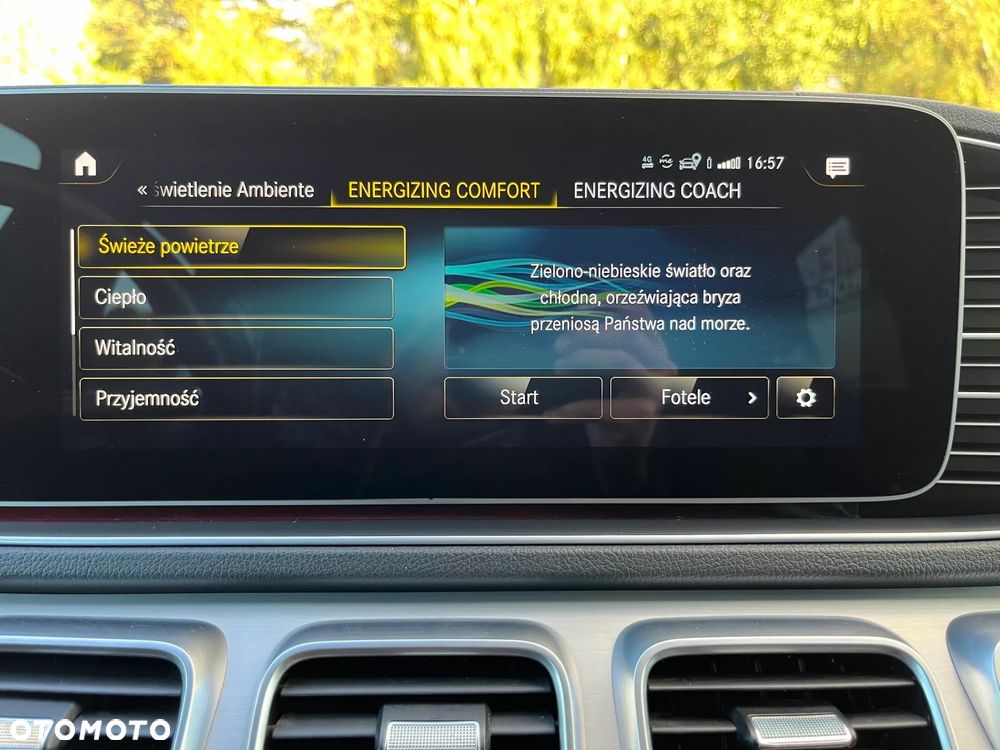 4G 16:57
« świetlenie Ambiente ENERGIZING COMFORT ENERGIZING COACH
Świeże powietrze
Ciepło
Witalność
Przyjemność
Zielono-niebieskie światło oraz
chłodna, orzeźwiająca bryza
przeniosą Państwa nad morze.
Start
Fotele >
OTOMOTO